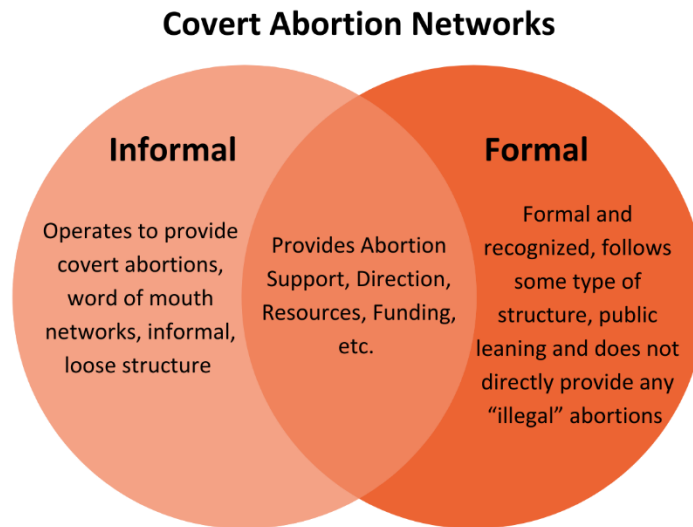 Covert Abortion Networks
Informal
Operates to provide
covert abortions,
word of mouth
networks, informal,
loose structure
Provides Abortion
Support, Direction,
Resources, Funding,
etc.
Formal
Formal and
recognized, follows
some type of
structure, public
leaning and does not
directly provide any
“illegal” abortions